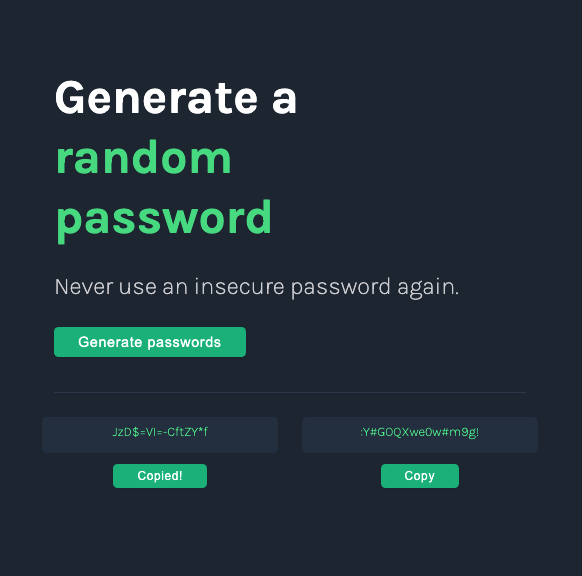 Generate a
random
password
Never use an insecure password again.
Generate passwords
JzD$=VI=-CftZY*f
:Y#GOQXwe0w#m9g!
Copied!
Copy